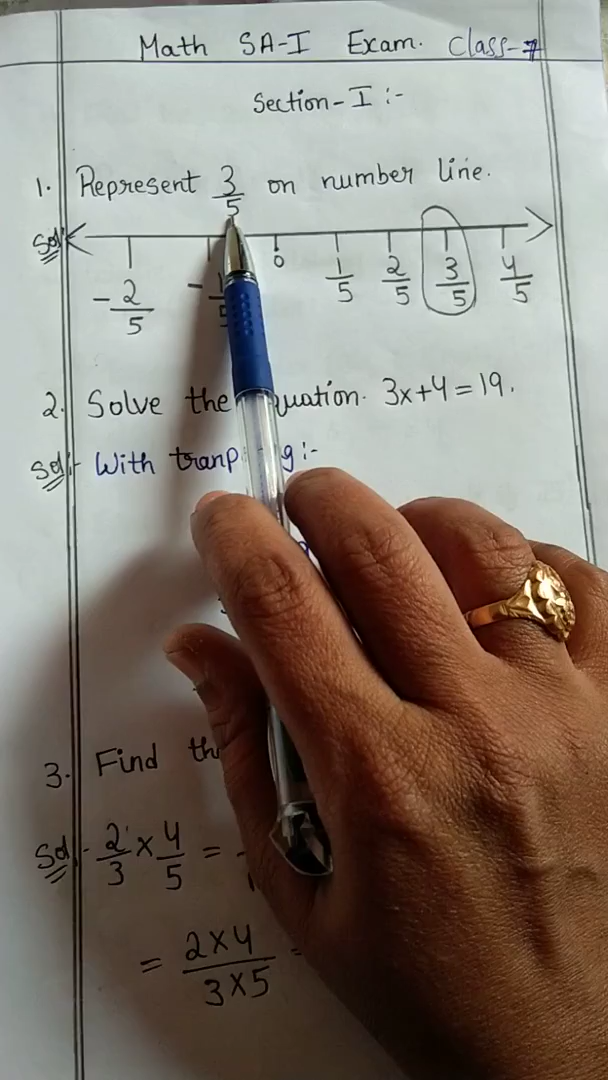 Math SA-I Exam. Class-7
Section-I :-
1. Represent 3/5 on number line.
Sol:-
-2/5 0 1/5 2/5 3/5 4/5
2. Solve the equation. 3x+4=19.
Sol:- With
3. Find
Sol:- 2/3 × 4/5 =
= 2×4/3×5 =